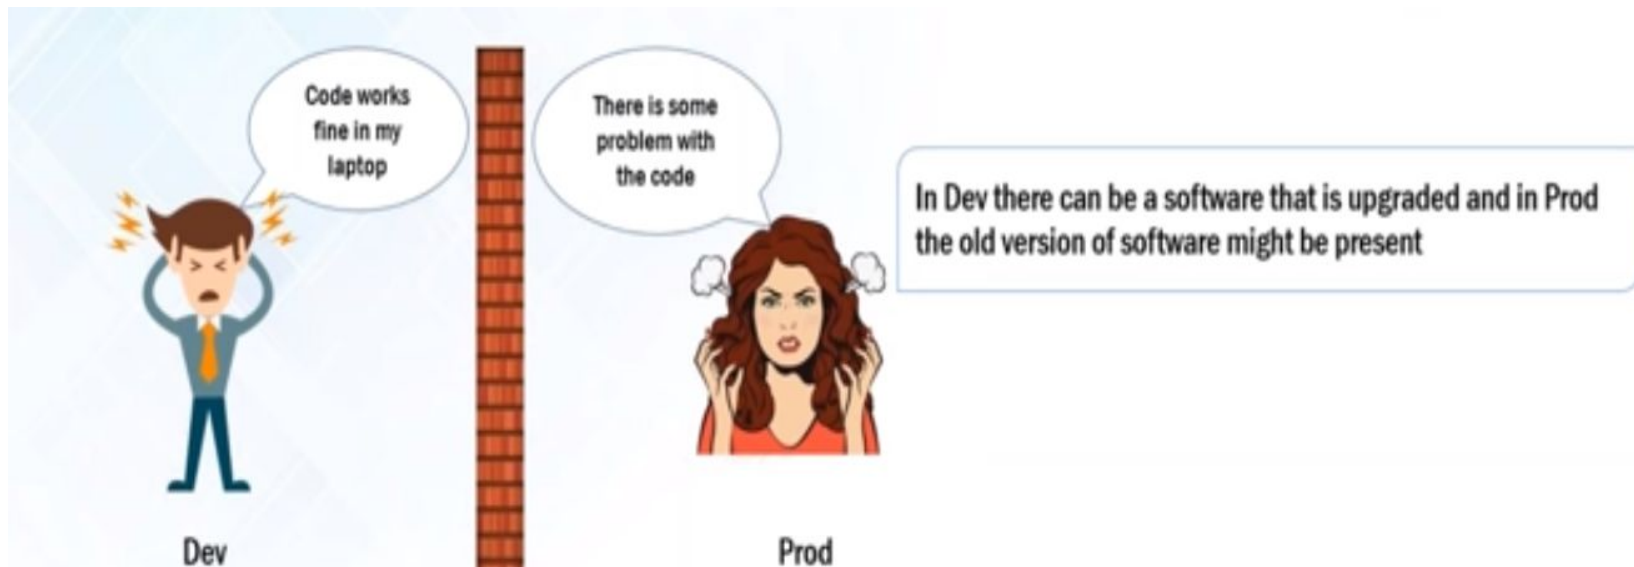 Code works
fine in my
laptop
There is some
problem with
the code
In Dev there can be a software that is upgraded and in Prod
the old version of software might be present
Dev
Prod